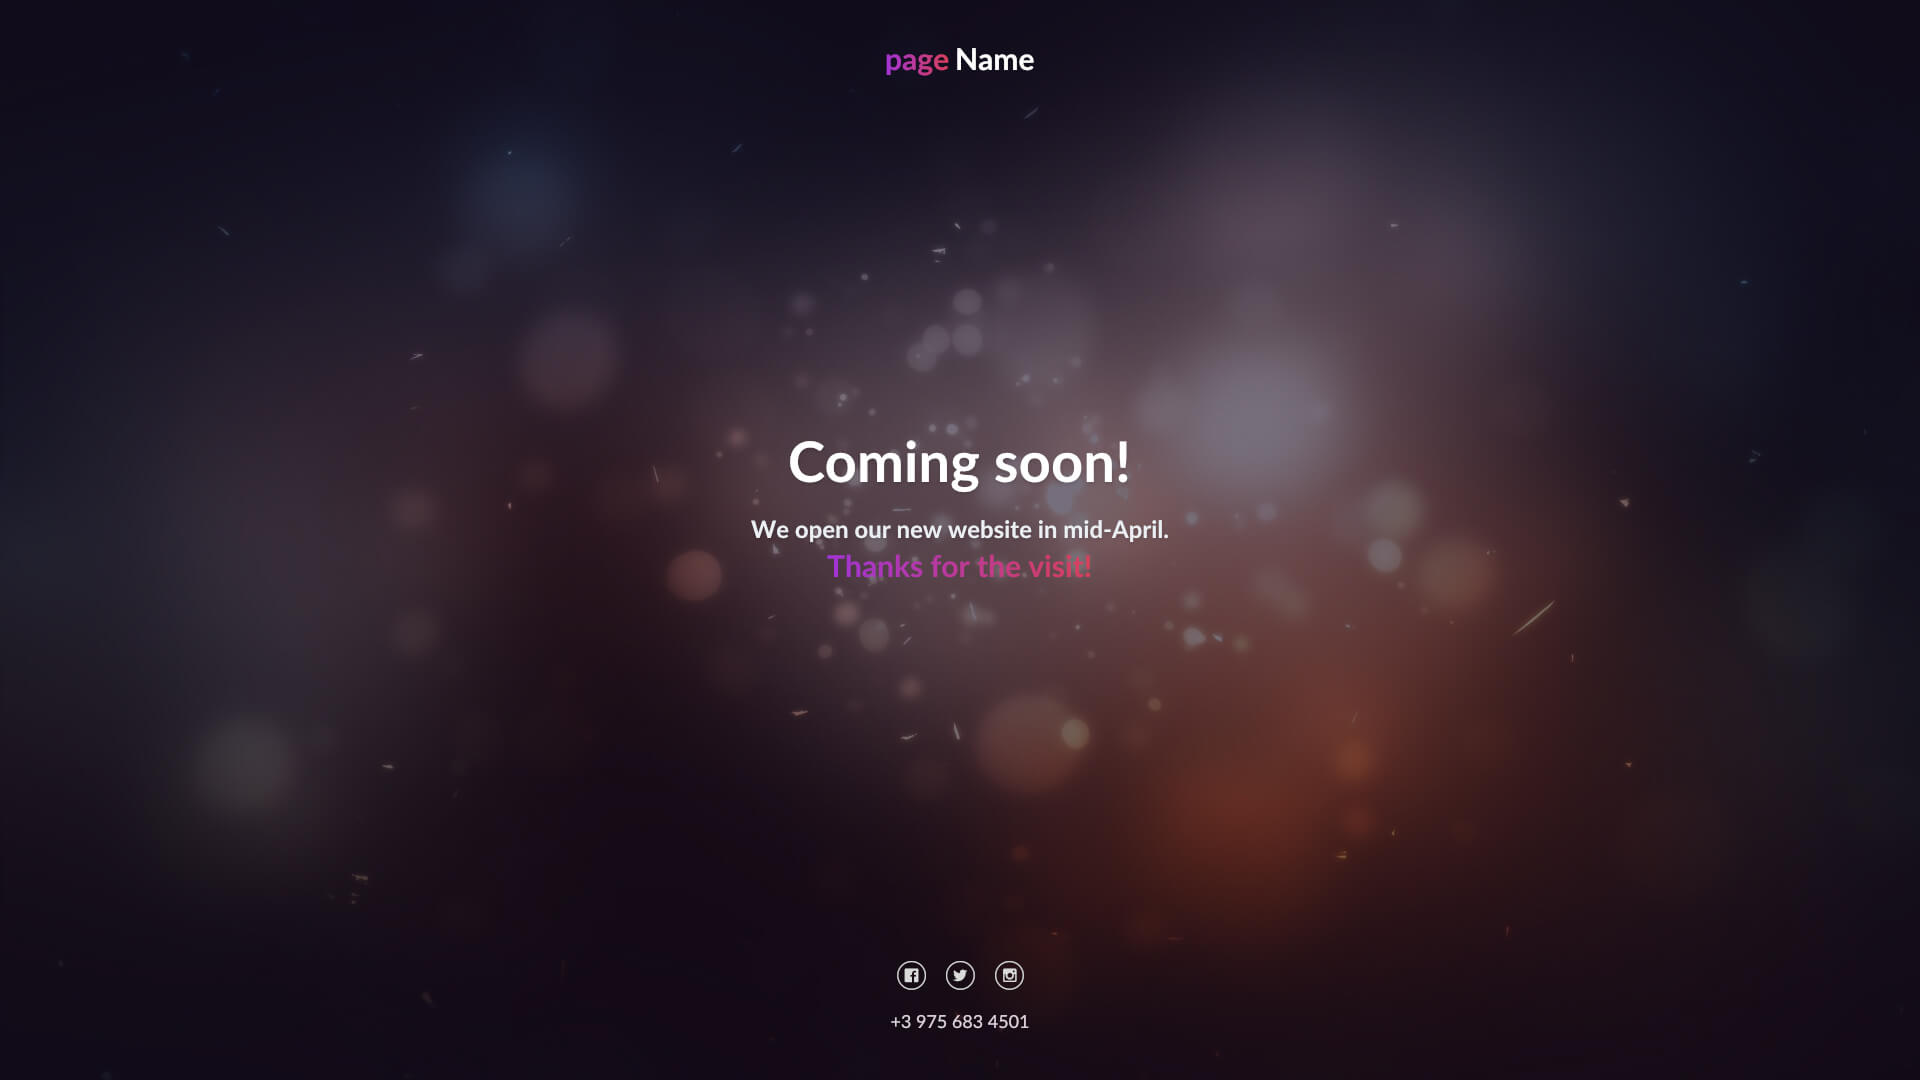 page Name
Coming soon!
We open our new website in mid-April.
Thanks for the visit!
+3 975 683 4501